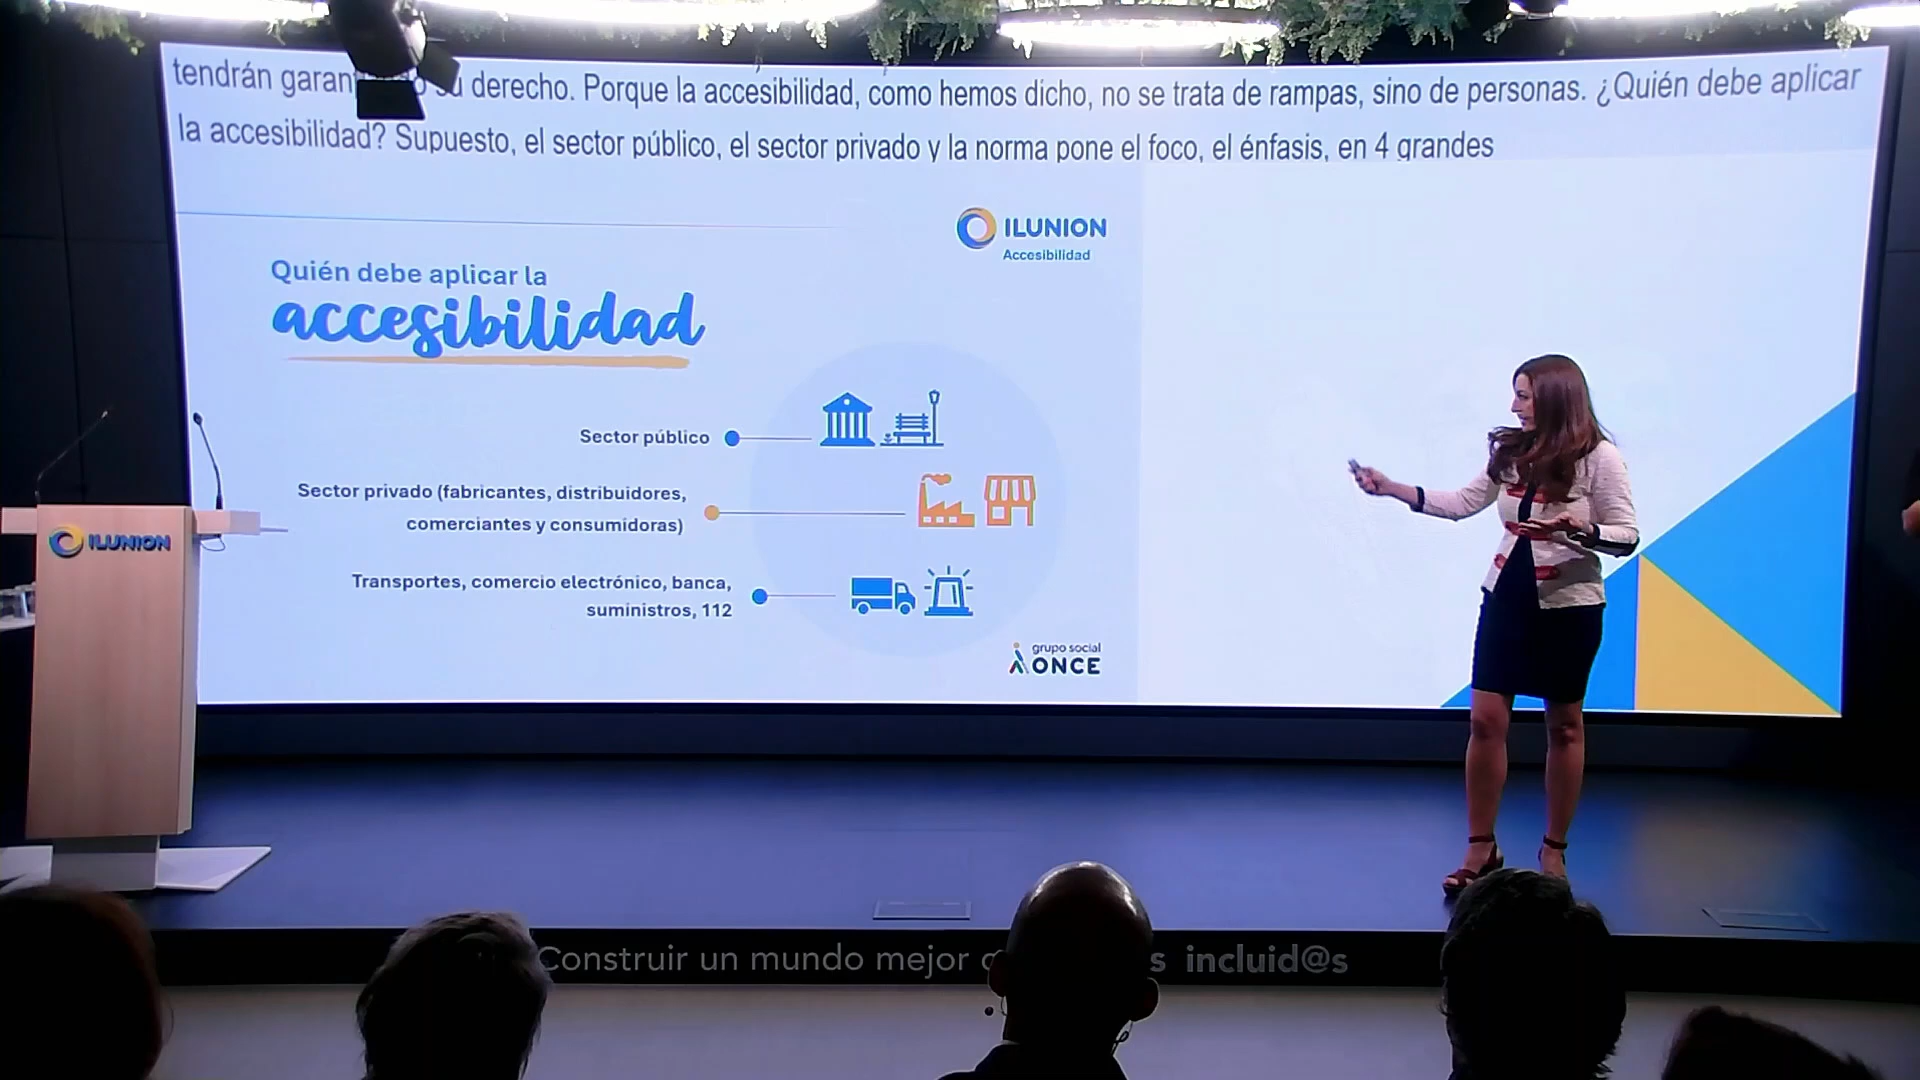 tendrán su derecho. Porque la accesibilidad, como hemos dicho, no se trata de rampas, sino de personas. ¿Quién debe aplicar
la accesibilidad? Supuesto, el sector público, el sector privado y la norma pone el foco, el énfasis, en 4 grandes
ILUNION
Accesibilidad
Quién debe aplicar la
accesibilidad
Sector público
Sector privado (fabricantes, distribuidores,
comerciantes y consumidoras)
Transportes, comercio electrónico, banca,
suministros, 112
grupo social
ONCE
ILUNION
Construir un mundo mejor incluid@s